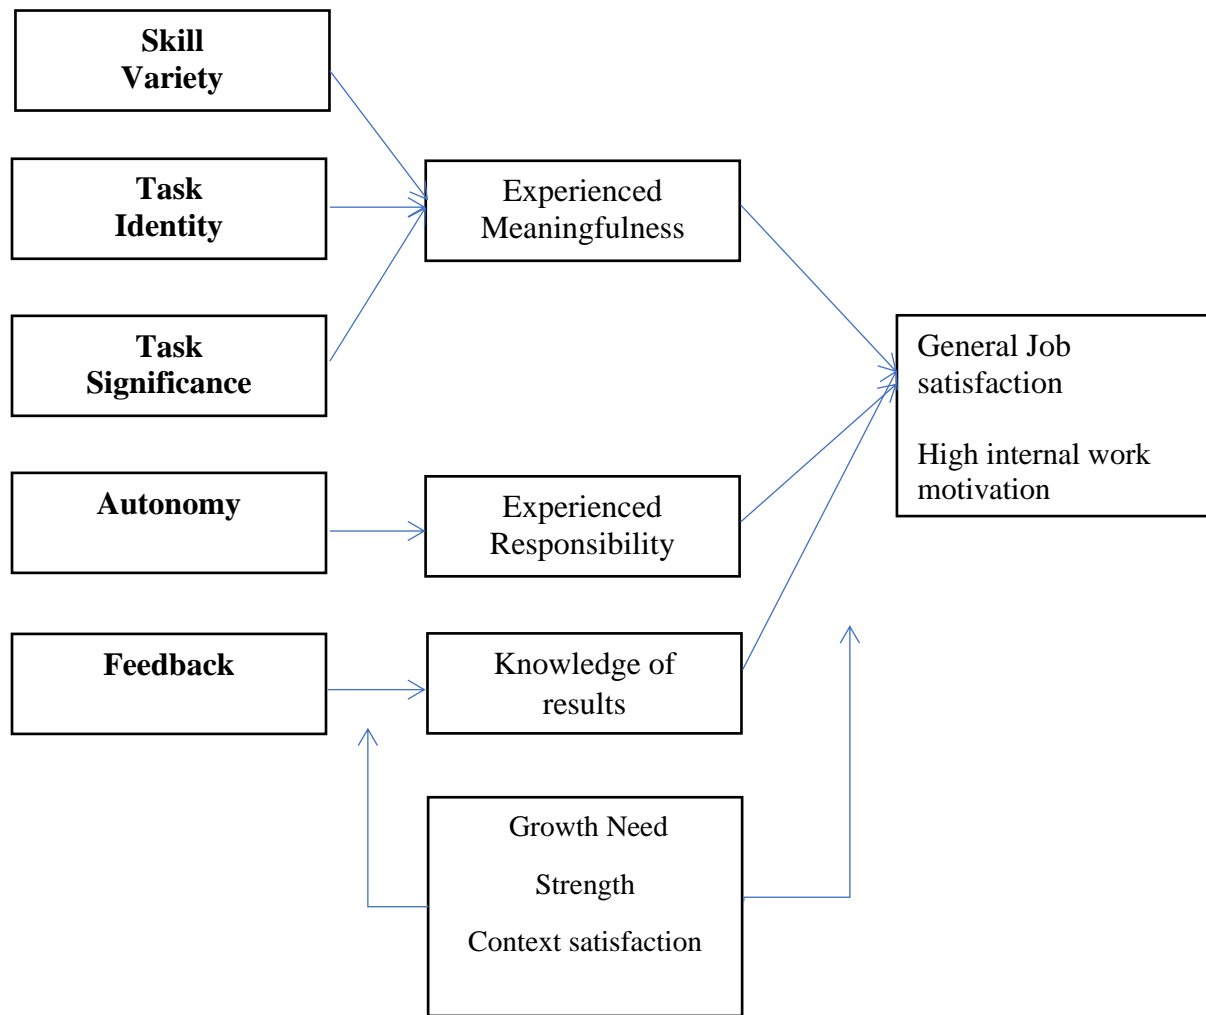 Skill
Variety
Task
Identity
Experienced
Meaningfulness
Task
Significance
General Job
satisfaction
High internal work
motivation
Autonomy
Experienced
Responsibility
Feedback
Knowledge of
results
Growth Need
Strength
Context satisfaction